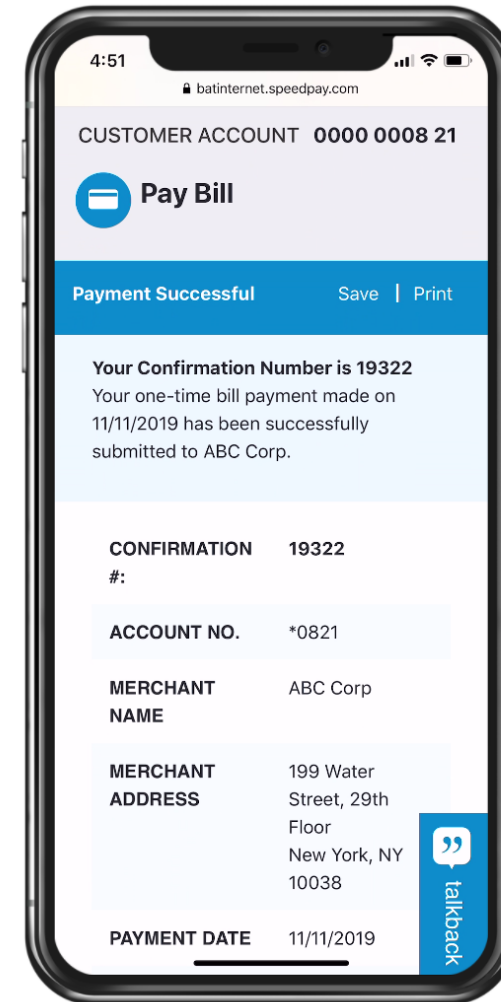 4:51
batinternet.speedpay.com
CUSTOMER ACCOUNT 0000 0008 21
Pay Bill
Payment Successful Save | Print
Your Confirmation Number is 19322
Your one-time bill payment made on
11/11/2019 has been successfully
submitted to ABC Corp.
CONFIRMATION 19322
#:
ACCOUNT NO. *0821
MERCHANT ABC Corp
NAME
MERCHANT 199 Water
ADDRESS Street, 29th
Floor
New York, NY
10038
talkback
PAYMENT DATE 11/11/2019